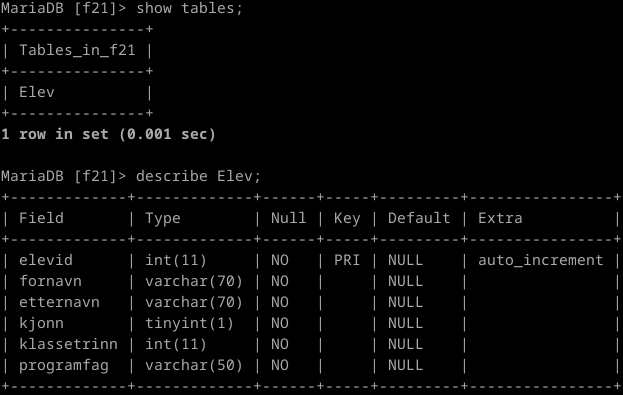 MariaDB [f21]> show tables;
+---------------+
| Tables_in_f21 |
+---------------+
| Elev          |
+---------------+
1 row in set (0.001 sec)

MariaDB [f21]> describe Elev;
+-------------+-------------+------+-----+---------+----------------+
| Field       | Type        | Null | Key | Default | Extra          |
+-------------+-------------+------+-----+---------+----------------+
| elevid      | int(11)     | NO   | PRI | NULL    | auto_increment |
| fornavn     | varchar(70) | NO   |     | NULL    |                |
| etternavn   | varchar(70) | NO   |     | NULL    |                |
| kjonn       | tinyint(1)  | NO   |     | NULL    |                |
| klassetrinn | int(11)     | NO   |     | NULL    |                |
| programfag  | varchar(50) | NO   |     | NULL    |                |
+-------------+-------------+------+-----+---------+----------------+